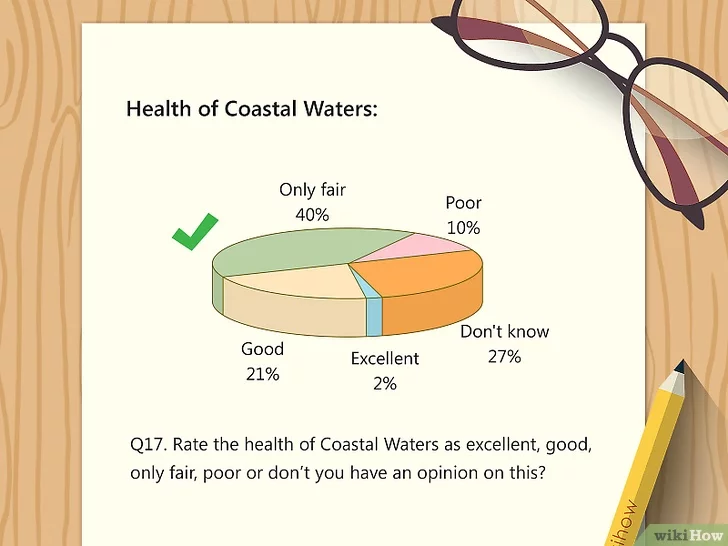 Health of Coastal Waters:
Only fair
40%
Poor
10%
Don't know
27%
Good
21%
Excellent
2%
Q17. Rate the health of Coastal Waters as excellent, good,
only fair, poor or don't you have an opinion on this?
ihow
wikiHow